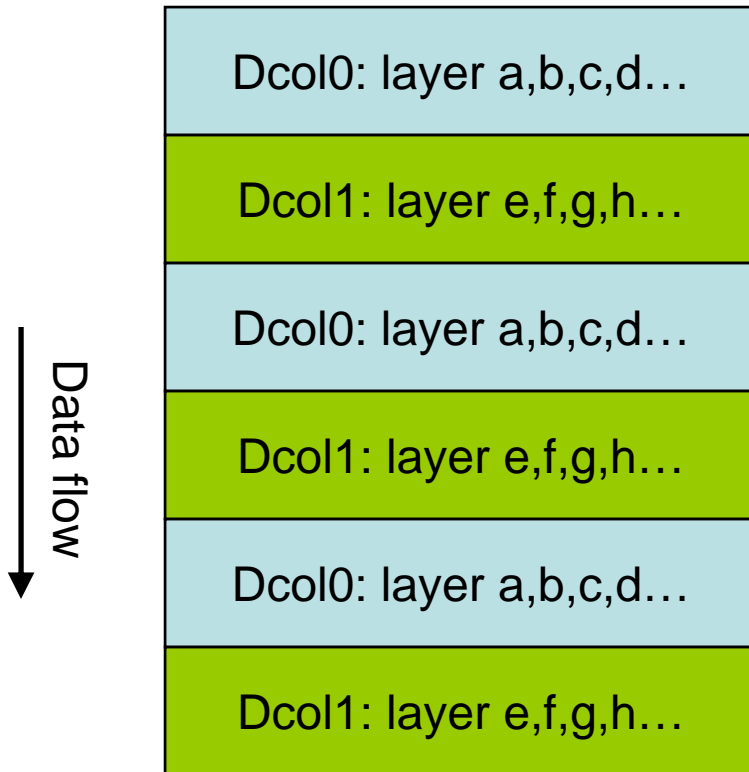 Dcol0: layer a,b,c,d…
Dcol1: layer e,f,g,h…
Dcol0: layer a,b,c,d…
Dcol1: layer e,f,g,h…
Dcol0: layer a,b,c,d…
Dcol1: layer e,f,g,h…
Data flow